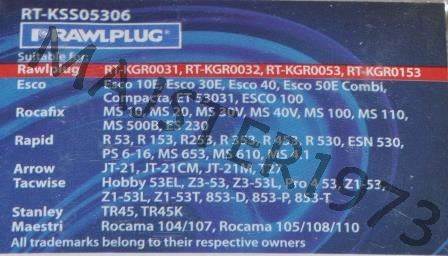 RT-KSS05306
RAWLPLUG®
Suitable for:
Rawlplug RT-KGR0031, RT-KGR0032, RT-KGR0053, RT-KGR0153
Esco Esco 10E, Esco 30E, Esco 40, Esco 50E Combi,
Compacta, ET 53031, ESCO 100
Rocafix MS 10, MS 20, MS 30V, MS 40V, MS 100, MS 110,
MS 500B, ES 230
Rapid R 53, R 153, R253, R 353, R 453, R 530, ESN 530,
PS 6-16, MS 653, MS 610, MS4
Arrow JT-21, JT-21CM, JT-21M, T27
Tacwise Hobby 53EL, Z3-53, Z3-53L, Pro 4 53, Z1-53,
Z1-53L, Z1-53T, 853-D, 853-P, 853-T
Stanley TR45, TR45K
Maestri Rocama 104/107, Rocama 105/108/110
All trademarks belong to their respective owners
MAYSTER1973